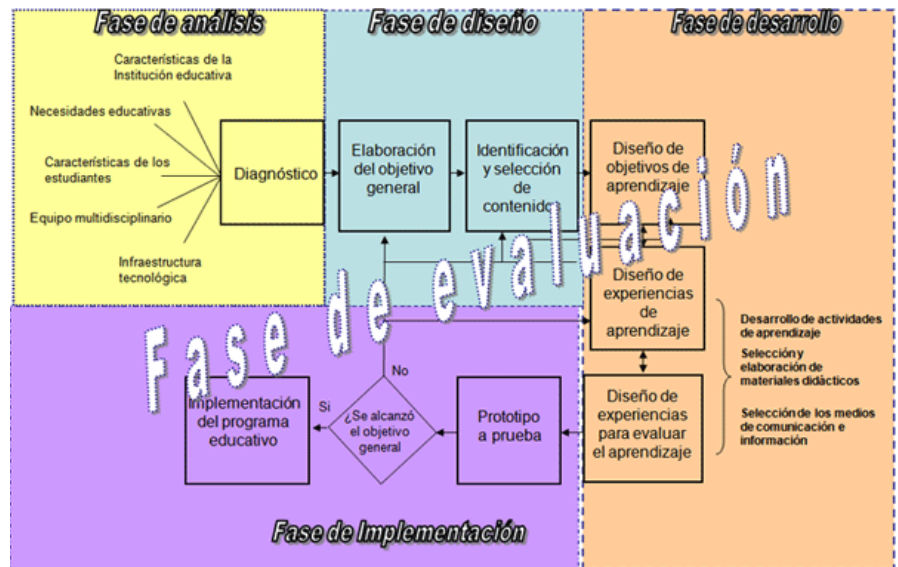 Fase de análisis
Fase de diseño
Fase de desarrollo
Características de la
Institución educativa
Necesidades educativas
Características de los
estudiantes
Equipo multidisciplinario
Infraestructura
tecnológica
Diagnóstico
Elaboración
del objetivo
general
Identificación
y selección
de
contenido
Diseño de
objetivos de
aprendizaje
Fase de evaluación
Diseño de
experiencias
de
aprendizaje
Desarrollo de actividades
de aprendizaje
Selección y
elaboración de
materiales didácticos
Selección de los medios
de comunicación e
información
Diseño de
experiencias
para evaluar
el aprendizaje
Prototipo
a prueba
No
¿Se alcanzó
el objetivo
general
Si
Implementación
del programa
educativo
Fase de Implementación